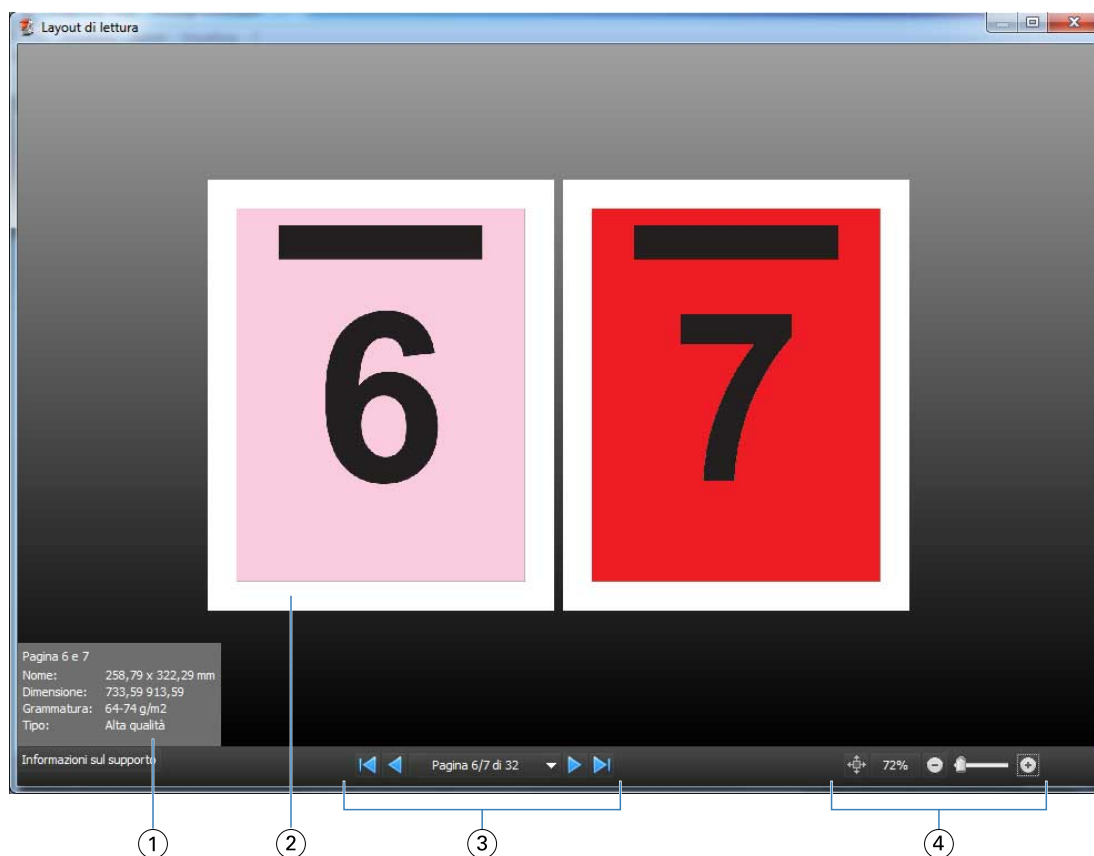 Layout di lettura
6
7
Pagina 6 e 7
Nome: 258,79 x 322,29 mm
Dimensione: 733,59 913,59
Grammatura: 64-74 g/m2
Tipo: Alta qualità
Informazioni sul supporto
Pagina 6/7 di 32
72%
1
2
3
4